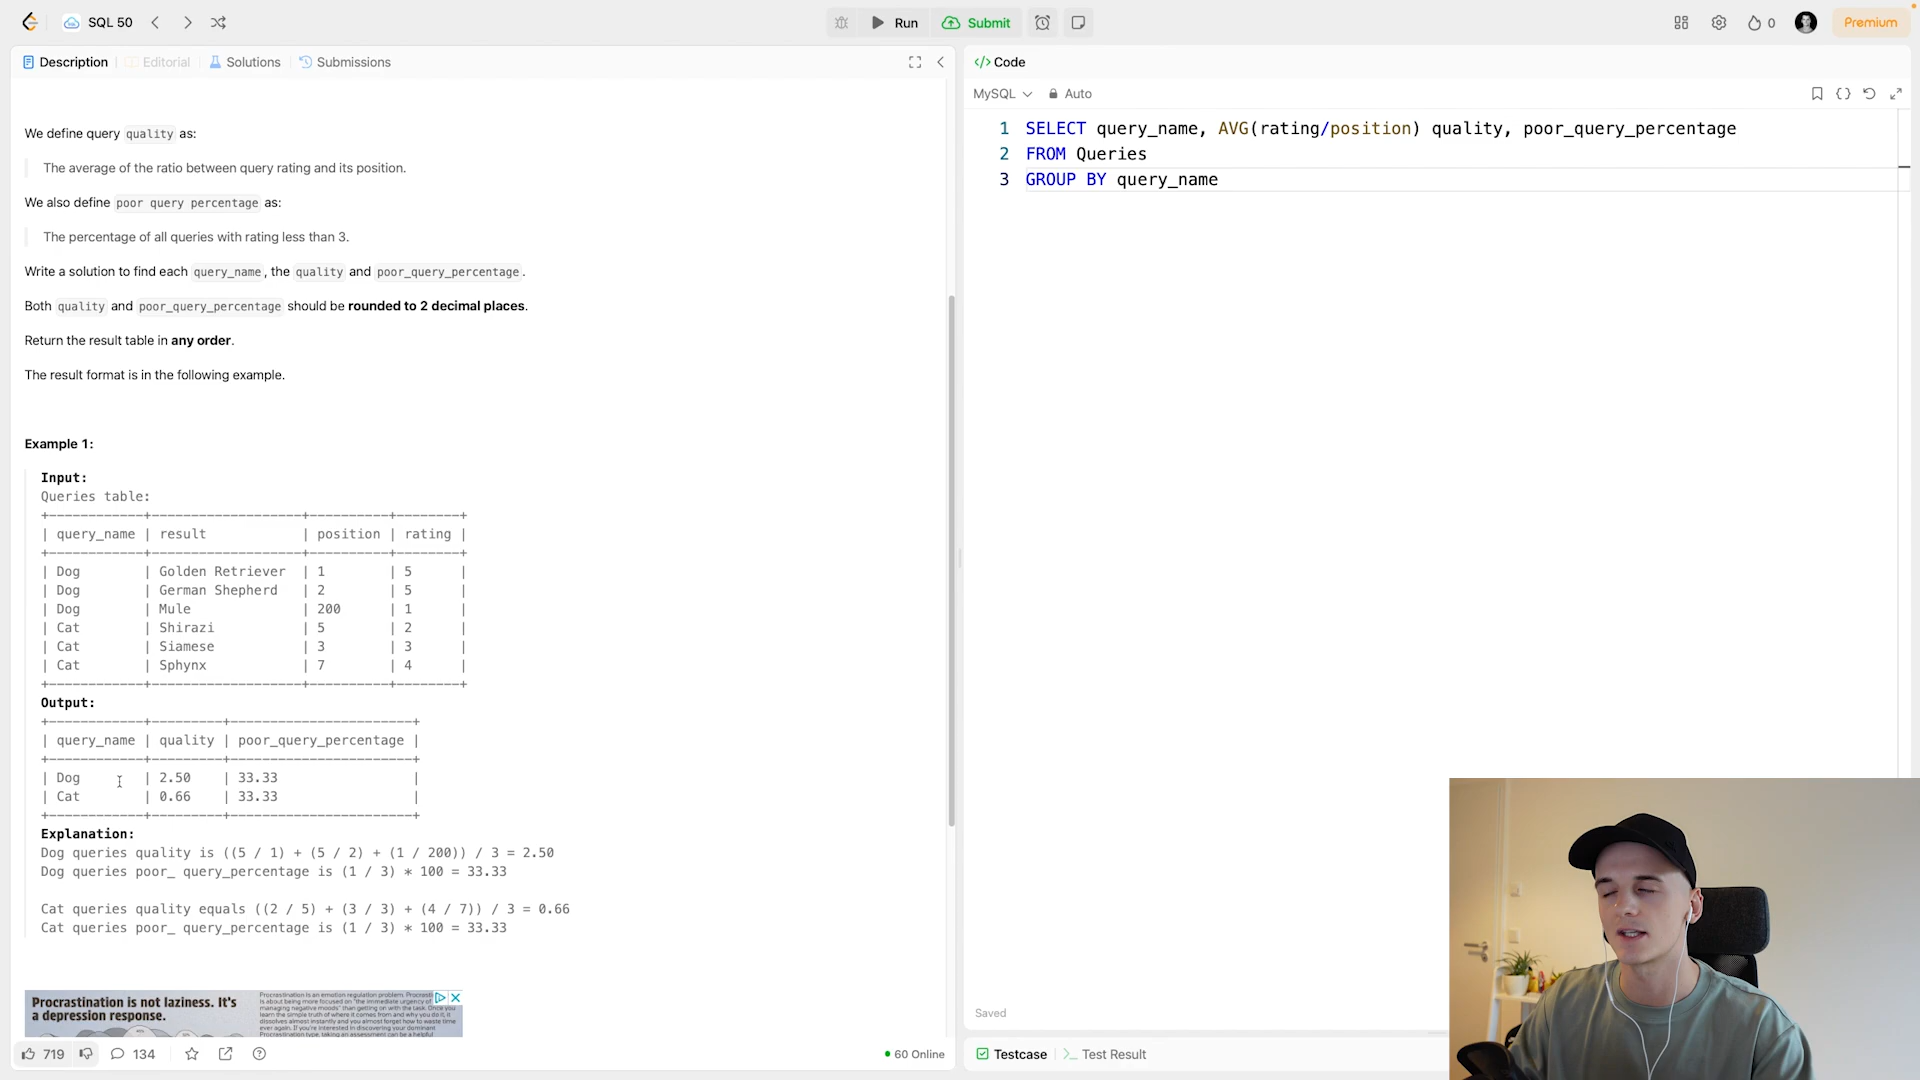 SQL 50
Run
Submit
0
Premium
Description
Editorial
Solutions
Submissions
We define query quality as:
The average of the ratio between query rating and its position.
We also define poor query percentage as:
The percentage of all queries with rating less than 3.
Write a solution to find each query_name, the quality and poor_query_percentage.
Both quality and poor_query_percentage should be rounded to 2 decimal places.
Return the result table in any order.
The result format is in the following example.
Example 1:
Input:
Queries table:
+------------+-------------------+----------+--------+
| query_name | result            | position | rating |
+------------+-------------------+----------+--------+
| Dog        | Golden Retriever  | 1        | 5      |
| Dog        | German Shepherd   | 2        | 5      |
| Dog        | Mule              | 200      | 1      |
| Cat        | Shirazi           | 5        | 2      |
| Cat        | Siamese           | 3        | 3      |
| Cat        | Sphynx            | 7        | 4      |
+------------+-------------------+----------+--------+
Output:
+------------+---------+-----------------------+
| query_name | quality | poor_query_percentage |
+------------+---------+-----------------------+
| Dog        | 2.50    | 33.33                 |
| Cat        | 0.66    | 33.33                 |
+------------+---------+-----------------------+
Explanation:
Dog queries quality is ((5 / 1) + (5 / 2) + (1 / 200)) / 3 = 2.50
Dog queries poor_ query_percentage is (1 / 3) * 100 = 33.33
Cat queries quality equals ((2 / 5) + (3 / 3) + (4 / 7)) / 3 = 0.66
Cat queries poor_ query_percentage is (1 / 3) * 100 = 33.33
Procrastination is not laziness. It's
a depression response.
719
134
60 Online
</> Code
MySQL
Auto
1 SELECT query_name, AVG(rating/position) quality, poor_query_percentage
2 FROM Queries
3 GROUP BY query_name
Saved
Testcase
Test Result